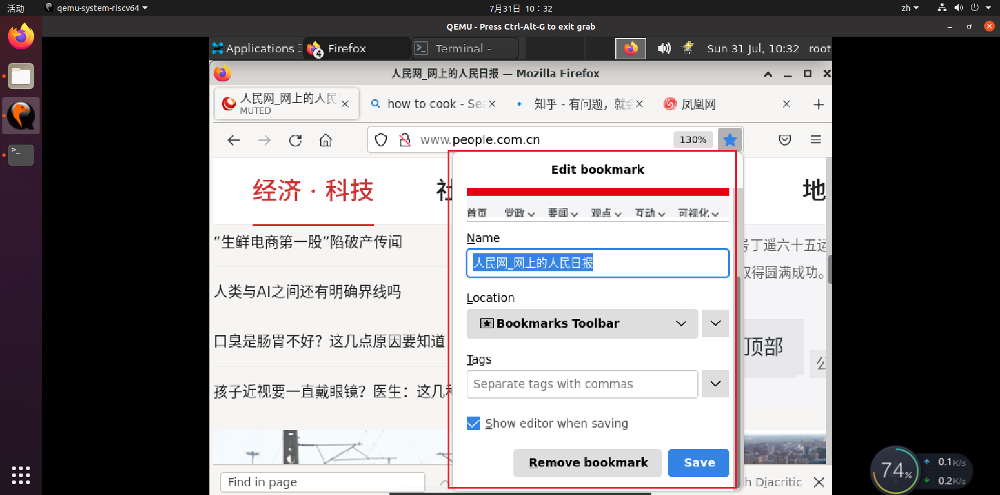 活动
qemu-system-riscv64
7月31日 10：32
zh
QEMU - Press Ctrl-Alt-G to exit grab
Applications
4
Firefox
Terminal -
Sun 31 Jul, 10:32
root
人民网_网上的人民日报 — Mozilla Firefox
人民网_网上的人民
MUTED
how to cook - Sea
知乎 - 有问题，就会
凤凰网
www.people.com.cn
130%
Edit bookmark
经济 · 科技
社
地
首页 党政 要闻 观点 互动 可视化
Name
“生鲜电商第一股”陷破产传闻
号丁遥六十五运
人民网_网上的人民日报
取得圆满成功。
人类与AI之间还有明确界线吗
Location
Bookmarks Toolbar
口臭是肠胃不好？这几点原因要知道
顶部
Tags
公
Separate tags with commas
孩子近视要一直戴眼镜？医生：这几
Show editor when saving
Remove bookmark
Save
Find in page
h Diacritic
74%
0.1K/s
0.2K/s
>_